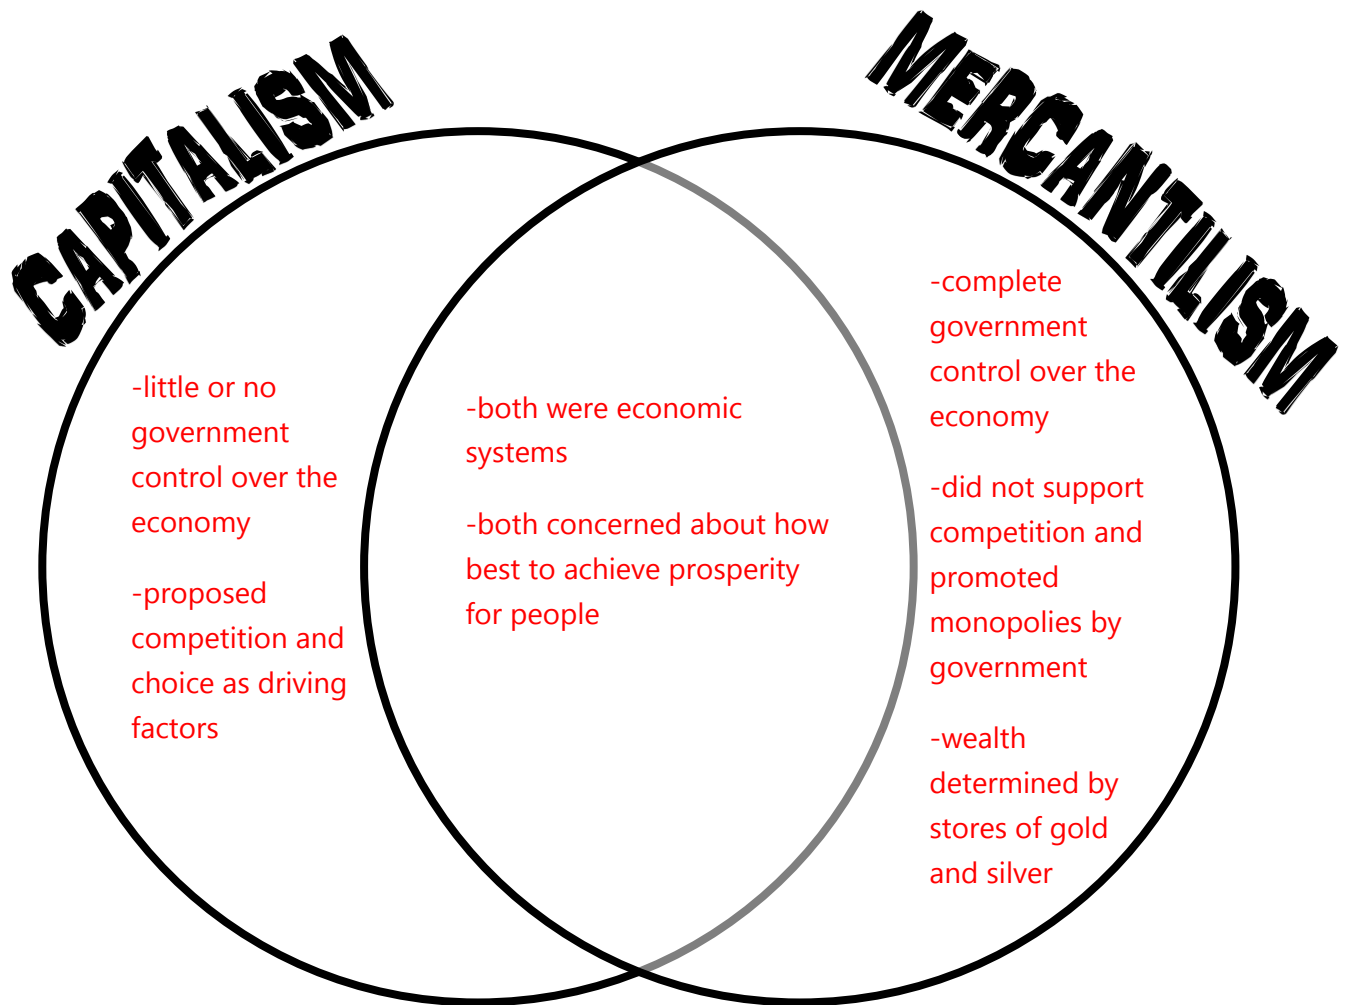 CAPITALISM
MERCANTILISM
-little or no
government
control over the
economy
-proposed
competition and
choice as driving
factors
-both were economic
systems
-both concerned about how
best to achieve prosperity
for people
-complete
government
control over the
economy
-did not support
competition and
promoted
monopolies by
government
-wealth
determined by
stores of gold
and silver